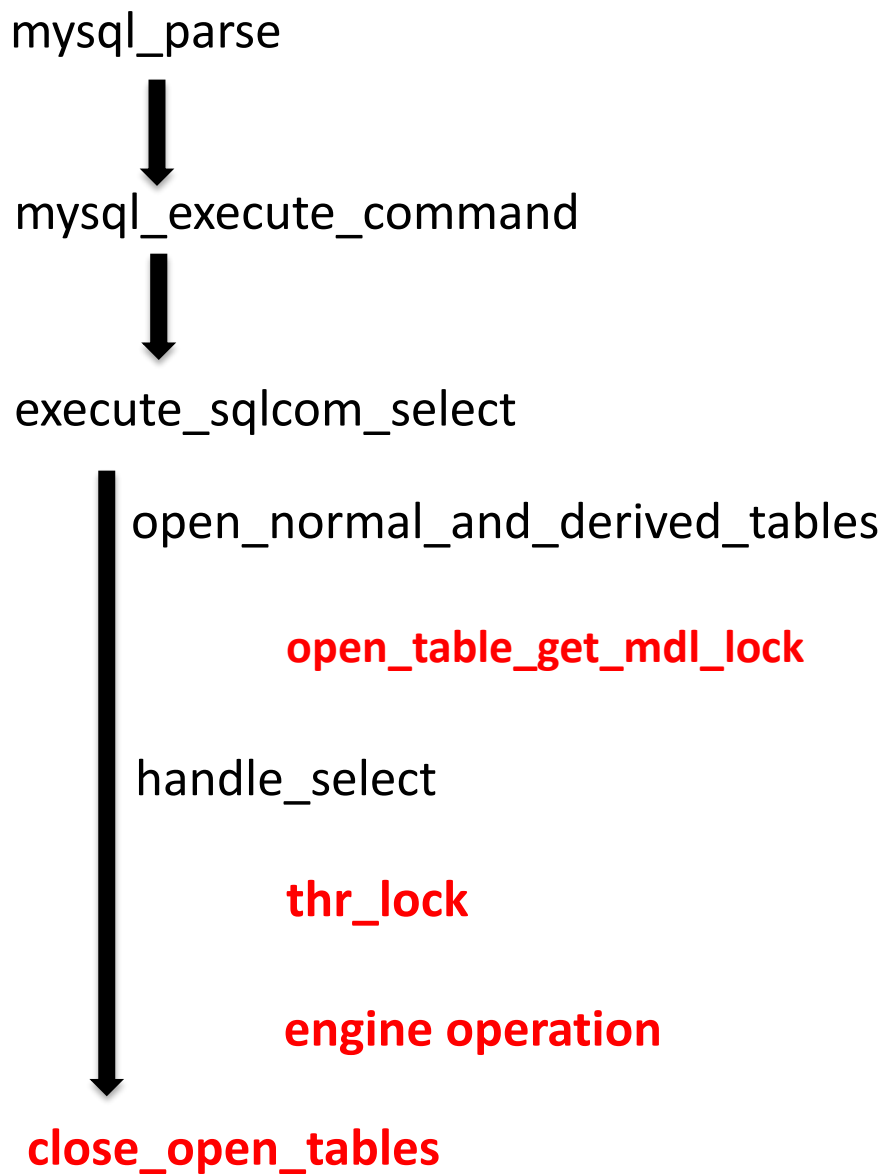 mysql_parse
mysql_execute_command
execute_sqlcom_select
open_normal_and_derived_tables
open_table_get_mdl_lock
handle_select
thr_lock
engine operation
close_open_tables